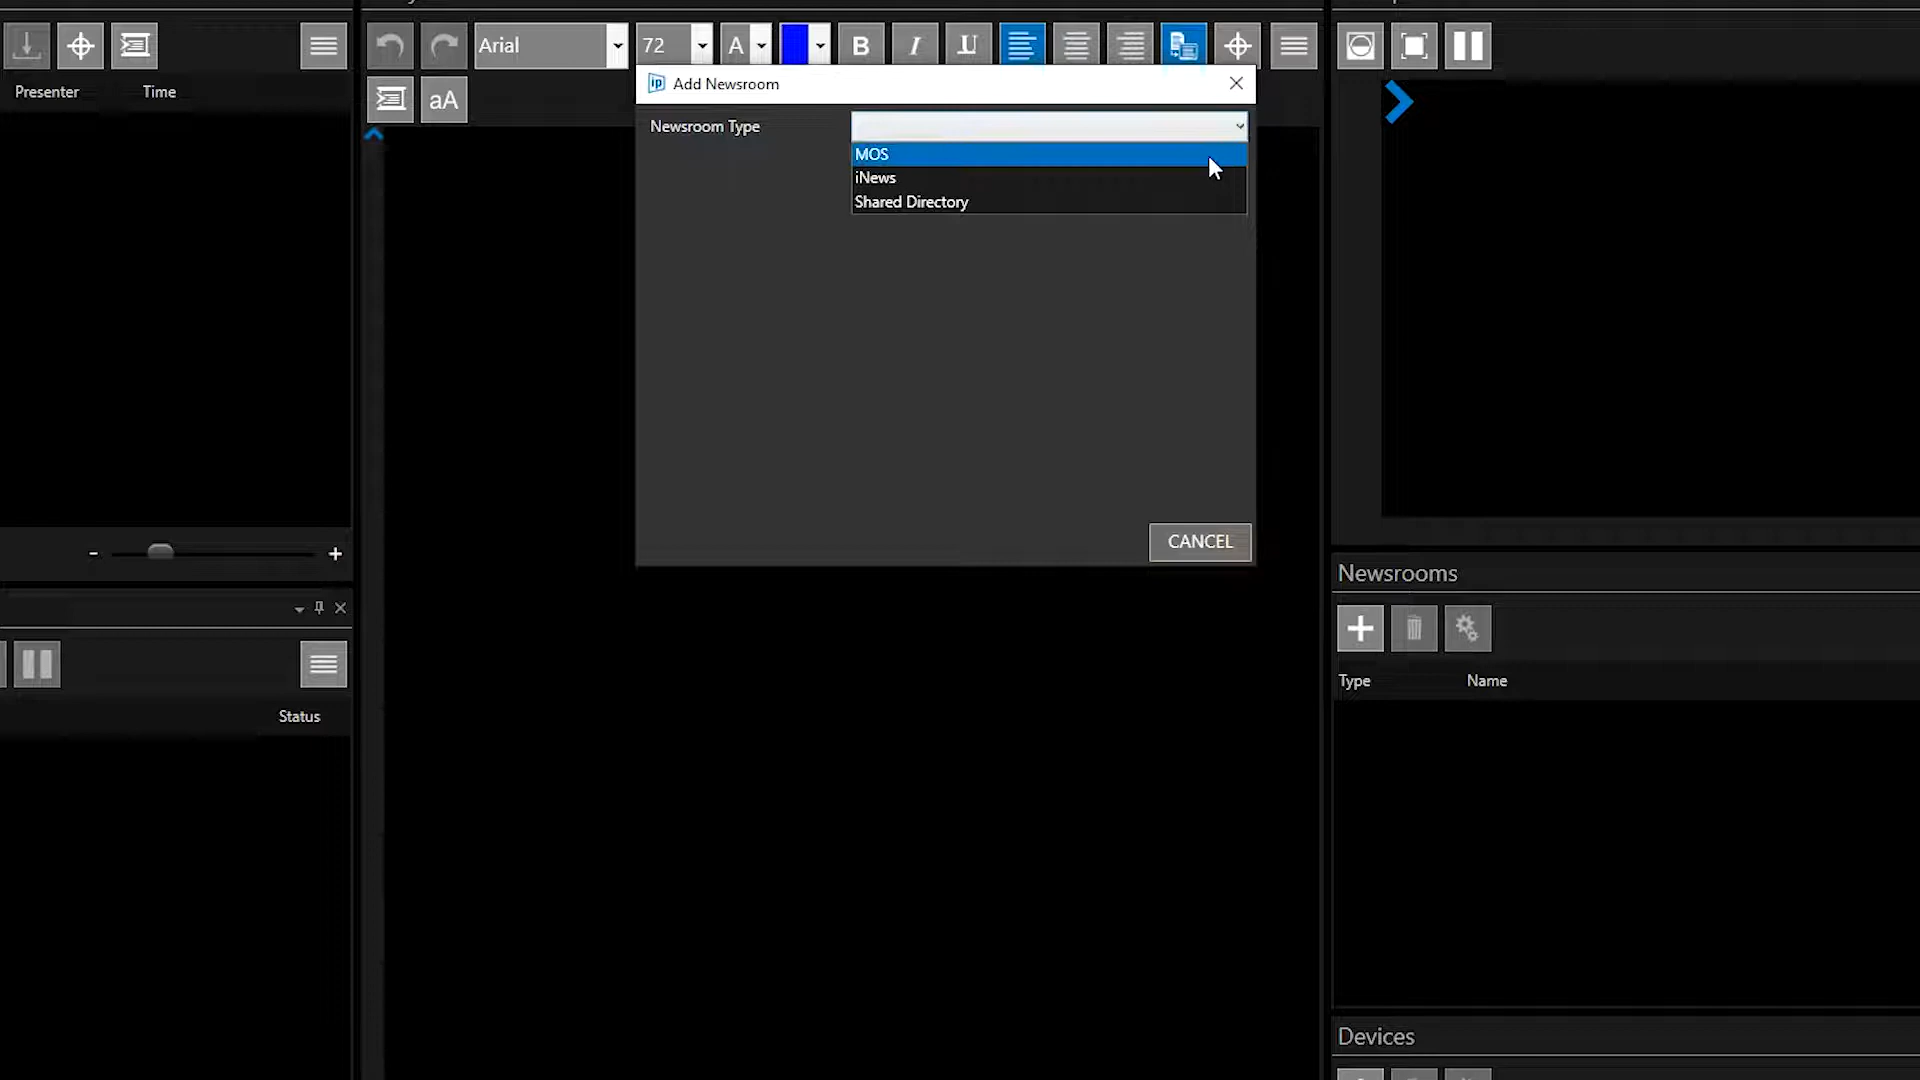 Arial
72
A
B
I
U
Presenter
Time
aA
ip
Add Newsroom
Newsroom Type
MOS
iNews
Shared Directory
CANCEL
Newsrooms
Type
Name
Status
Devices